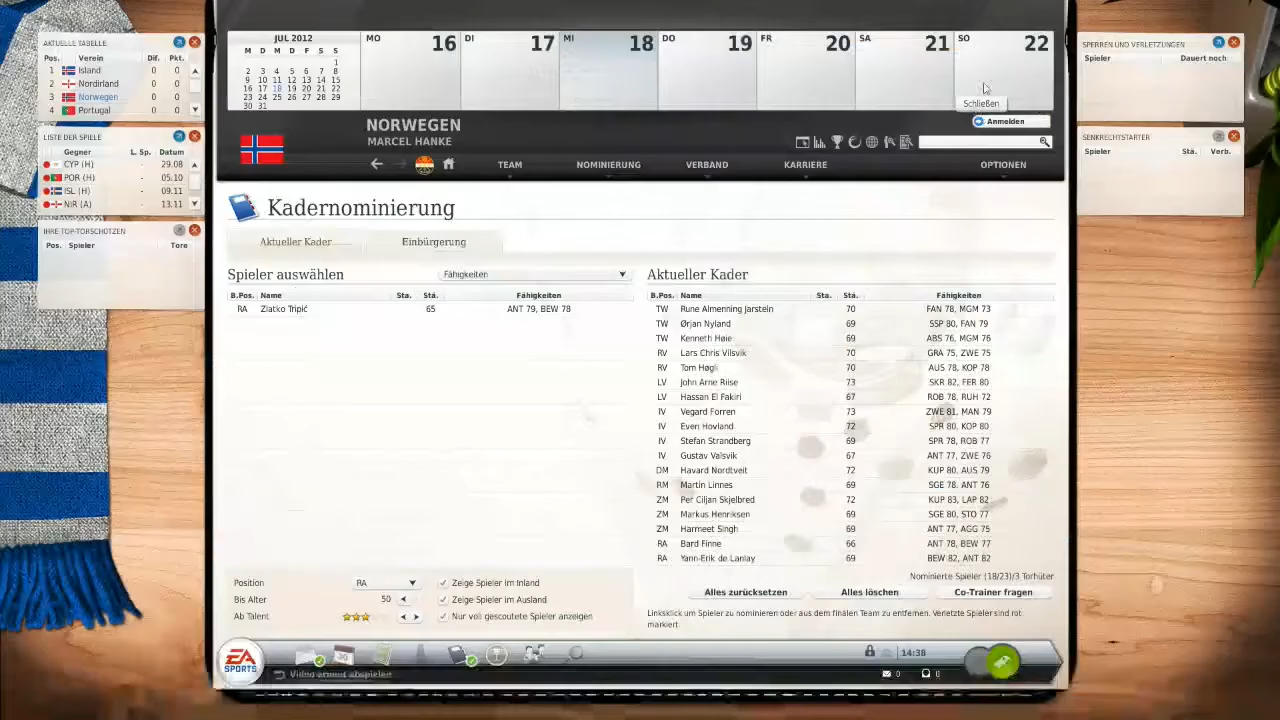 AKTUELLE TABELLE
Pos. Verein Dif. Pkt.
1 Island 0 0
2 Nordirland 0 0
3 Norwegen 0 0
4 Portugal 0 0
LISTE DER SPIELE
Gegner L. Sp. Datum
CYP (H) - 29.08
POR (H) - 05.10
ISL (H) - 09.11
NIR (A) - 13.11
IHRE TOP-TORSCHÜTZEN
Pos. Spieler Tore
JUL 2012
M D M D F S S
1
2 3 4 5 6 7 8
9 10 11 12 13 14 15
16 17 18 19 20 21 22
23 24 25 26 27 28 29
30 31
MO 16 DI 17 MI 18 DO 19 FR 20 SA 21 SO 22
Schließen
Anmelden
NORWEGEN
MARCEL HANKE
TEAM NOMINIERUNG VERBAND KARRIERE OPTIONEN
SPERREN UND VERLETZUNGEN
Spieler Dauert noch
SENKRECHTSTARTER
Spieler Stä. Verb.
Kadernominierung
Aktueller Kader Einbürgerung
Spieler auswählen Fähigkeiten
B.Pos. Name Sta. Stä. Fähigkeiten
RA Zlatko Tripić 65 ANT 79, BEW 78
Aktueller Kader
B.Pos. Name Sta. Stä. Fähigkeiten
TW Rune Almenning Jarstein 70 FAN 78, MGM 73
TW Ørjan Nyland 69 SSP 80, FAN 79
TW Kenneth Høie 69 ABS 76, MGM 76
RV Lars Chris Vilsvik 70 GRA 75, ZWE 75
RV Tom Høgli 70 AUS 78, KOP 78
LV John Arne Riise 73 SKR 82, FER 80
LV Hassan El Fakiri 67 ROB 78, RUH 72
IV Vegard Forren 73 ZWE 81, MAN 79
IV Even Hovland 72 SPR 80, KOP 80
IV Stefan Strandberg 69 SPR 78, ROB 77
IV Gustav Valsvik 67 ANT 77, ZWE 76
DM Havard Nordtveit 72 KUP 80, AUS 79
RM Martin Linnes 69 SGE 78, ANT 76
ZM Per Ciljan Skjelbred 72 KUP 83, LAP 82
ZM Markus Henriksen 69 SGE 80, STO 77
ZM Harmeet Singh 69 ANT 77, AGG 75
RA Bard Finne 66 ANT 78, BEW 77
RA Yann-Erik de Lanlay 69 BEW 82, ANT 82
Nominierte Spieler (18/23)/3 Torhüter
Position RA Zeige Spieler im Inland
Bis Alter 50 Zeige Spieler im Ausland
Ab Talent Nur voll gescoutete Spieler anzeigen
Alles zurücksetzen Alles löschen Co-Trainer fragen
Linksklick um Spieler zu nominieren oder aus dem finalen Team zu entfernen. Verletzte Spieler sind rot
markiert.
EA
SPORTS
30
14:38
Video erneut abspielen
0 0